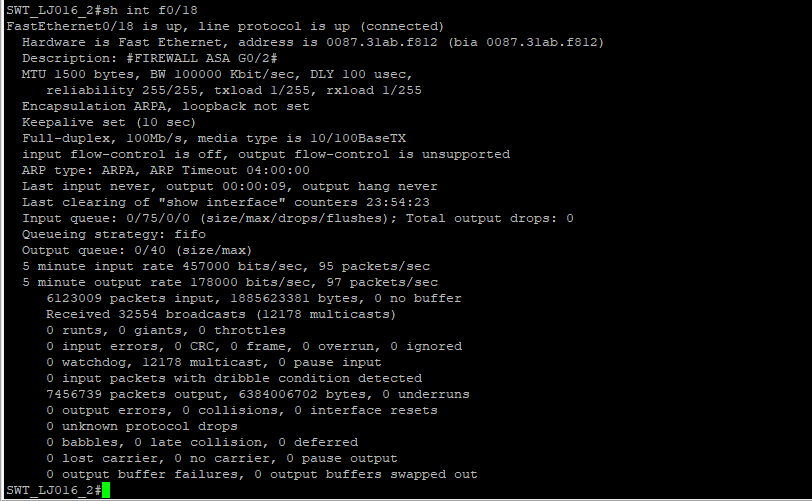 SWT_LJ016_2#sh int f0/18
FastEthernet0/18 is up, line protocol is up (connected)
  Hardware is Fast Ethernet, address is 0087.31ab.f812 (bia 0087.31ab.f812)
  Description: #FIREWALL ASA G0/2#
  MTU 1500 bytes, BW 100000 Kbit/sec, DLY 100 usec,
     reliability 255/255, txload 1/255, rxload 1/255
  Encapsulation ARPA, loopback not set
  Keepalive set (10 sec)
  Full-duplex, 100Mb/s, media type is 10/100BaseTX
  input flow-control is off, output flow-control is unsupported
  ARP type: ARPA, ARP Timeout 04:00:00
  Last input never, output 00:00:09, output hang never
  Last clearing of "show interface" counters 23:54:23
  Input queue: 0/75/0/0 (size/max/drops/flushes); Total output drops: 0
  Queueing strategy: fifo
  Output queue: 0/40 (size/max)
  5 minute input rate 457000 bits/sec, 95 packets/sec
  5 minute output rate 178000 bits/sec, 97 packets/sec
     6123009 packets input, 1885623381 bytes, 0 no buffer
     Received 32554 broadcasts (12178 multicasts)
     0 runts, 0 giants, 0 throttles
     0 input errors, 0 CRC, 0 frame, 0 overrun, 0 ignored
     0 watchdog, 12178 multicast, 0 pause input
     0 input packets with dribble condition detected
     7456739 packets output, 6384006702 bytes, 0 underruns
     0 output errors, 0 collisions, 0 interface resets
     0 unknown protocol drops
     0 babbles, 0 late collision, 0 deferred
     0 lost carrier, 0 no carrier, 0 pause output
     0 output buffer failures, 0 output buffers swapped out
SWT_LJ016_2#